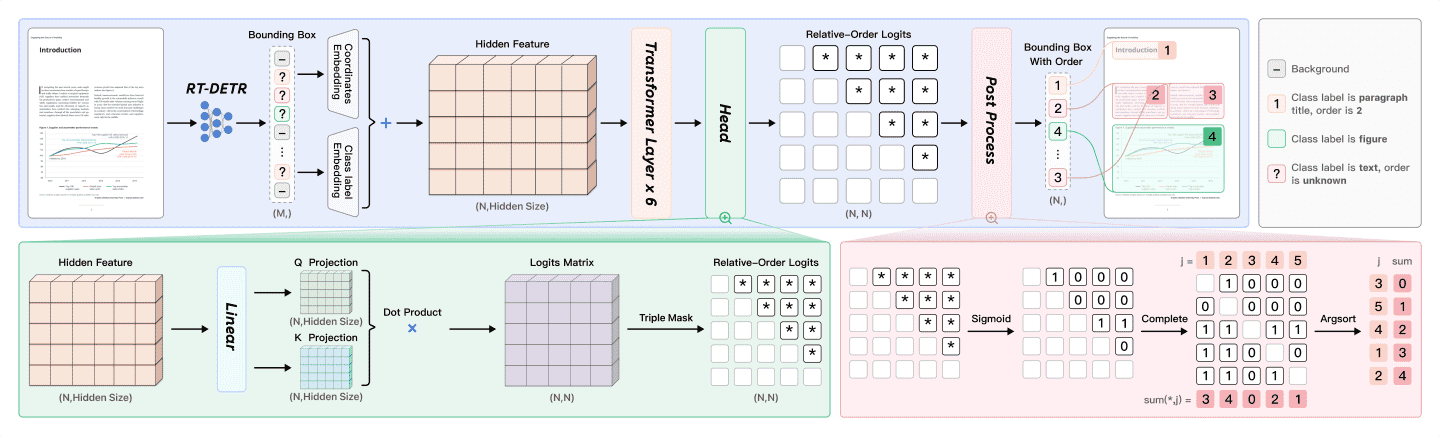 Introduction
RT-DETR
Bounding Box
–
?
?
?
–
⋮
?
–
(M,)
Coordinates
Embedding
Class label
Embedding
+
Hidden Feature
(N,Hidden Size)
Transformer Layer x 6
Head
Relative-Order Logits
* * * *
* * *
* *
*
(N, N)
Post Process
Bounding Box
With Order
1
2
4
⋮
3
(N,)
Introduction 1
2 3
4
– Background
1 Class label is paragraph
title, order is 2
Class label is figure
? Class label is text, order
is unknown
Hidden Feature
(N,Hidden Size)
Linear
Q Projection
(N,Hidden Size)
K Projection
(N,Hidden Size)
Dot Product
×
Logits Matrix
(N,N)
Triple Mask
Relative-Order Logits
* * * *
* * *
* *
*
(N,N)
* * * *
* * *
* *
*
Sigmoid
1 0 0 0
0 0 0
1 1
0
Complete
j = 1 2 3 4 5
1 0 0 0
0 0 0 0
1 1 1 1
1 1 0 0
1 1 0 1
sum(*,j) = 3 4 0 2 1
Argsort
j sum
3 0
5 1
4 2
1 3
2 4